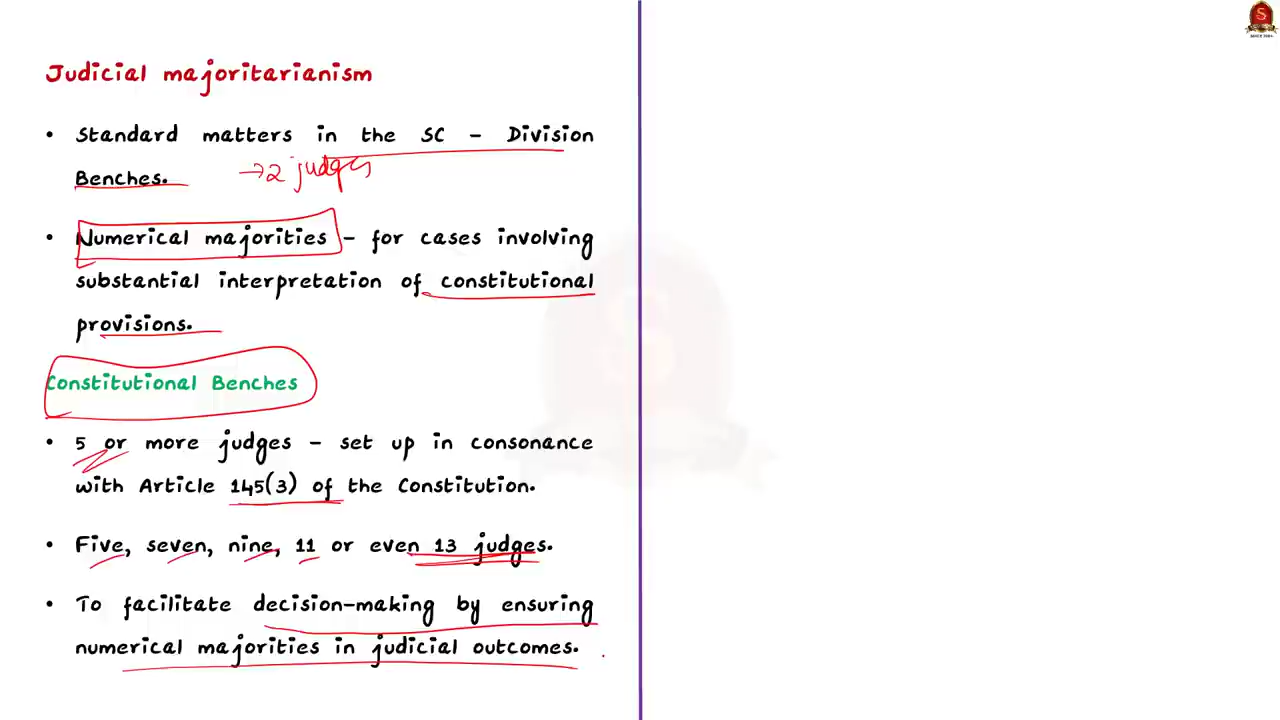 Judicial majoritarianism
• Standard matters in the SC – Division
Benches.
→ 2 judges
• Numerical majorities – for cases involving
substantial interpretation of constitutional
provisions.
Constitutional Benches
• 5 or more judges – set up in consonance
with Article 145(3) of the Constitution.
• Five, seven, nine, 11 or even 13 judges.
• To facilitate decision-making by ensuring
numerical majorities in judicial outcomes.